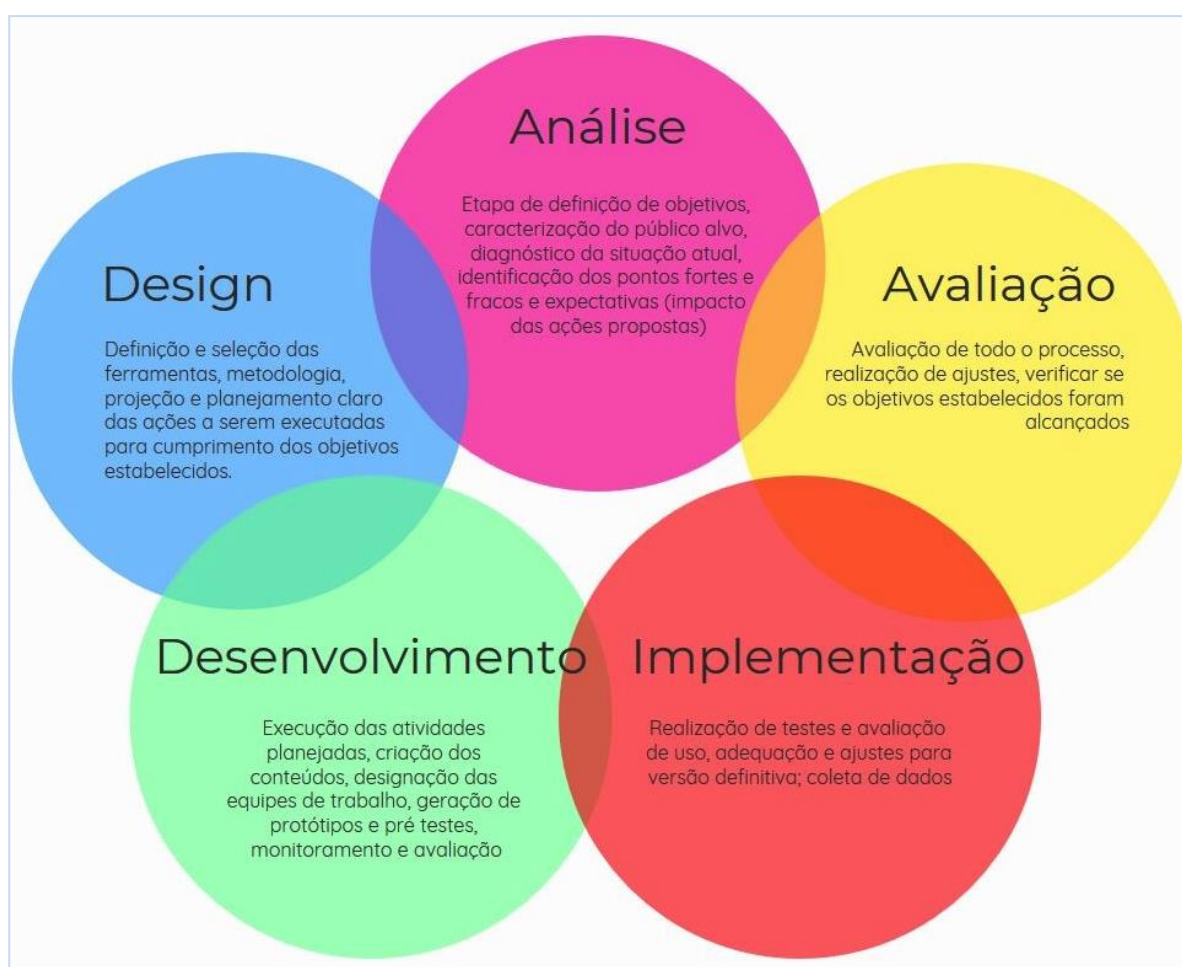 Análise
Etapa de definição de objetivos,
caracterização do público alvo,
diagnóstico da situação atual,
identificação dos pontos fortes e
fracos e expectativas (impacto
das ações propostas)
Design
Definição e seleção das
ferramentas, metodologia,
projeção e planejamento claro
das ações a serem executadas
para cumprimento dos objetivos
estabelecidos.
Avaliação
Avaliação de todo o processo,
realização de ajustes, verificar se
os objetivos estabelecidos foram
alcançados
Desenvolvimento
Execução das atividades
planejadas, criação dos
conteúdos, designação das
equipes de trabalho, geração de
protótipos e pré testes,
monitoramento e avaliação
Implementação
Realização de testes e avaliação
de uso, adequação e ajustes para
versão definitiva; coleta de dados